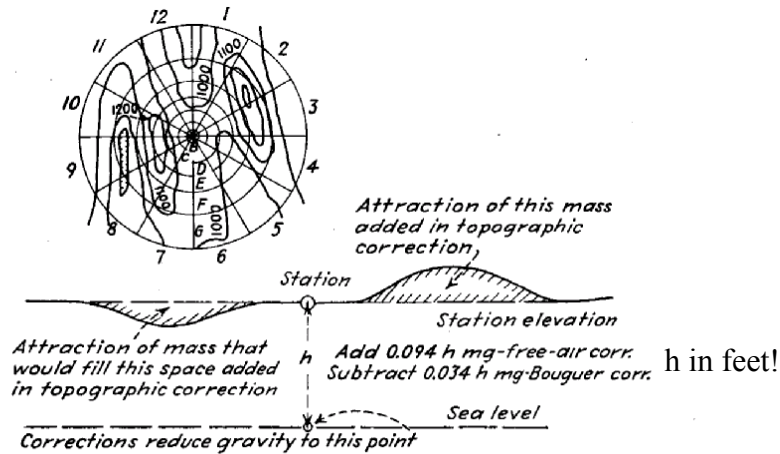 12 1
11 1100 2
10 1000 3
1200
B
C
D
9 E 4
F
1000
8 G 5
7 6
Attraction of this mass
added in topographic
correction
Station
Station elevation
Attraction of mass that
would fill this space added
in topographic correction
h
Add 0.094 h mg-free-air corr.
Subtract 0.034 h mg-Bouguer corr.
h in feet!
Sea level
Corrections reduce gravity to this point